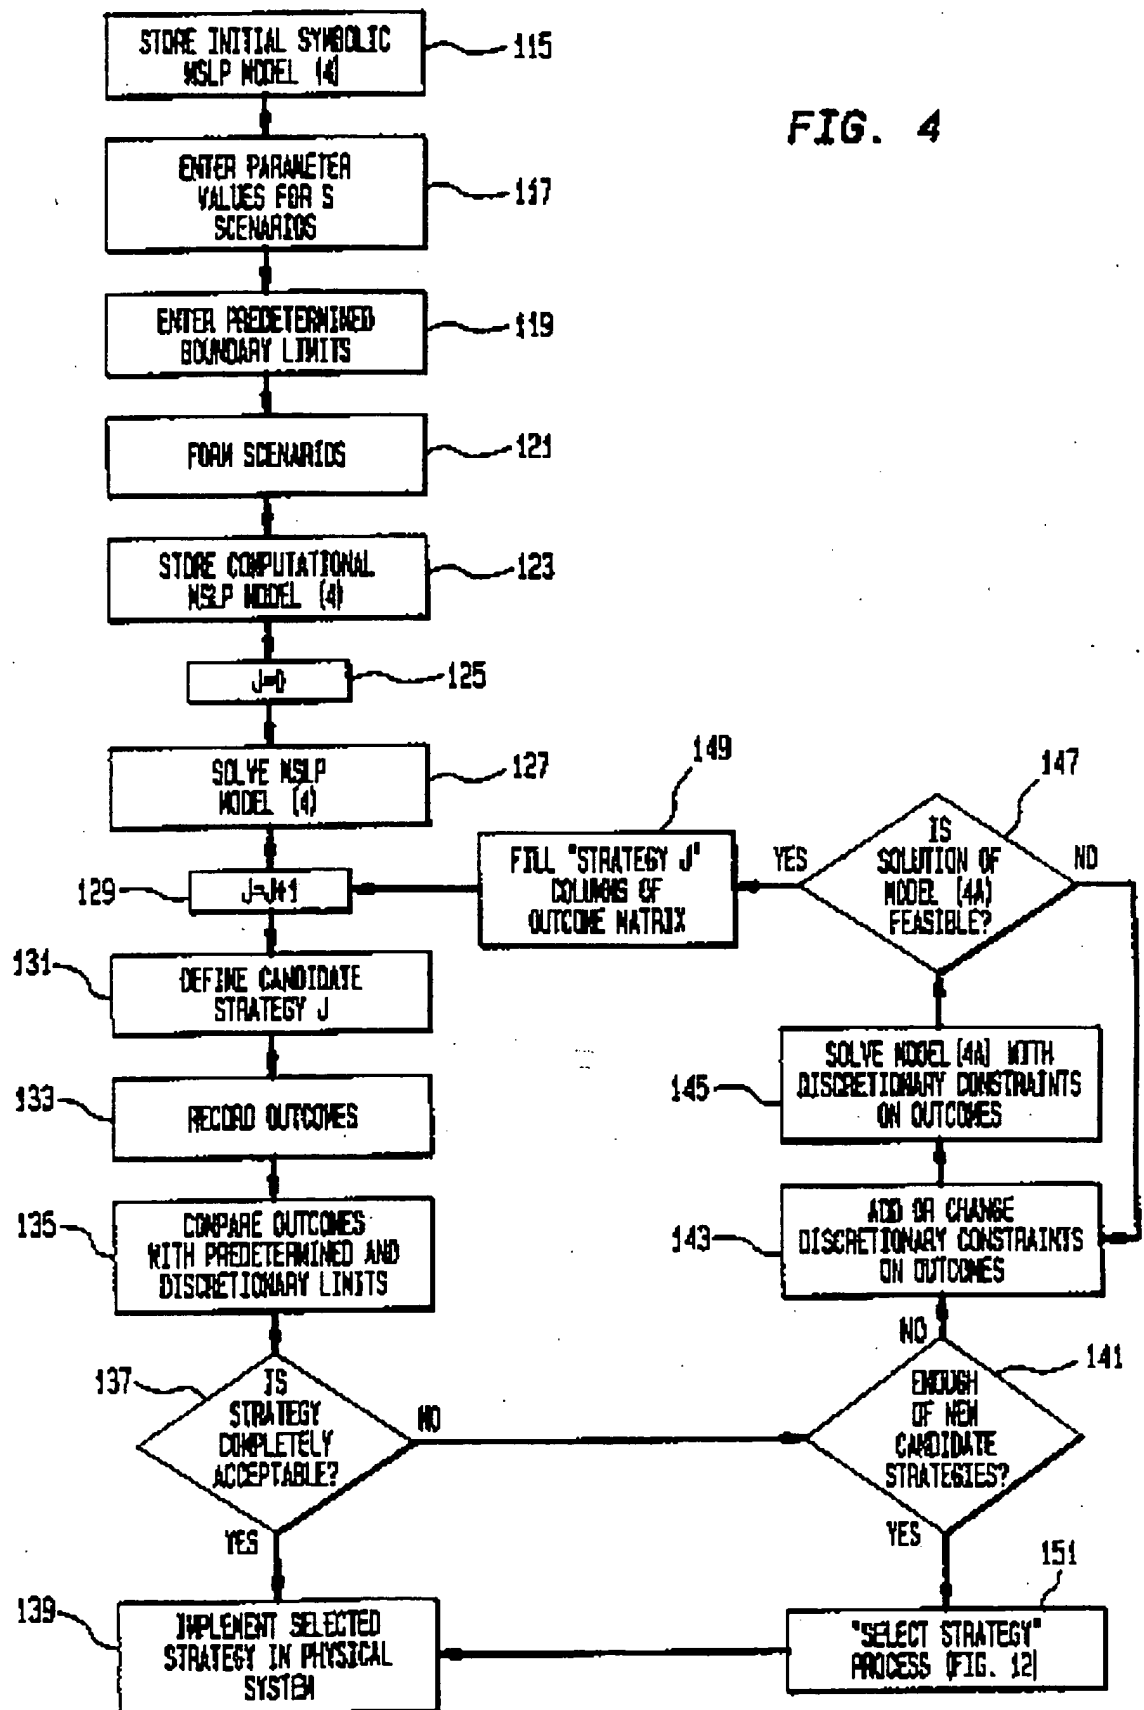 FIG. 4
STORE INITIAL SYMBOLIC
MSLP MODEL (4)
115
ENTER PARAMETER
VALUES FOR S
SCENARIOS
117
ENTER PREDETERMINED
BOUNDARY LIMITS
119
FORM SCENARIOS
121
STORE COMPUTATIONAL
MSLP MODEL (4)
123
J=0
125
SOLVE MSLP
MODEL (4)
127
129
J=J+1
131
DEFINE CANDIDATE
STRATEGY J
133
RECORD OUTCOMES
135
COMPARE OUTCOMES
WITH PREDETERMINED AND
DISCRETIONARY LIMITS
137
IS
STRATEGY
COMPLETELY
ACCEPTABLE?
NO
YES
139
IMPLEMENT SELECTED
STRATEGY IN PHYSICAL
SYSTEM
149
FILL "STRATEGY J"
COLUMNS OF
OUTCOME MATRIX
147
YES
IS
SOLUTION OF
MODEL (4A)
FEASIBLE?
NO
145
SOLVE MODEL (4A) WITH
DISCRETIONARY CONSTRAINTS
ON OUTCOMES
143
ADD OR CHANGE
DISCRETIONARY CONSTRAINTS
ON OUTCOMES
NO
141
ENOUGH
OF NEW
CANDIDATE
STRATEGIES?
YES
151
"SELECT STRATEGY"
PROCESS (FIG. 12)